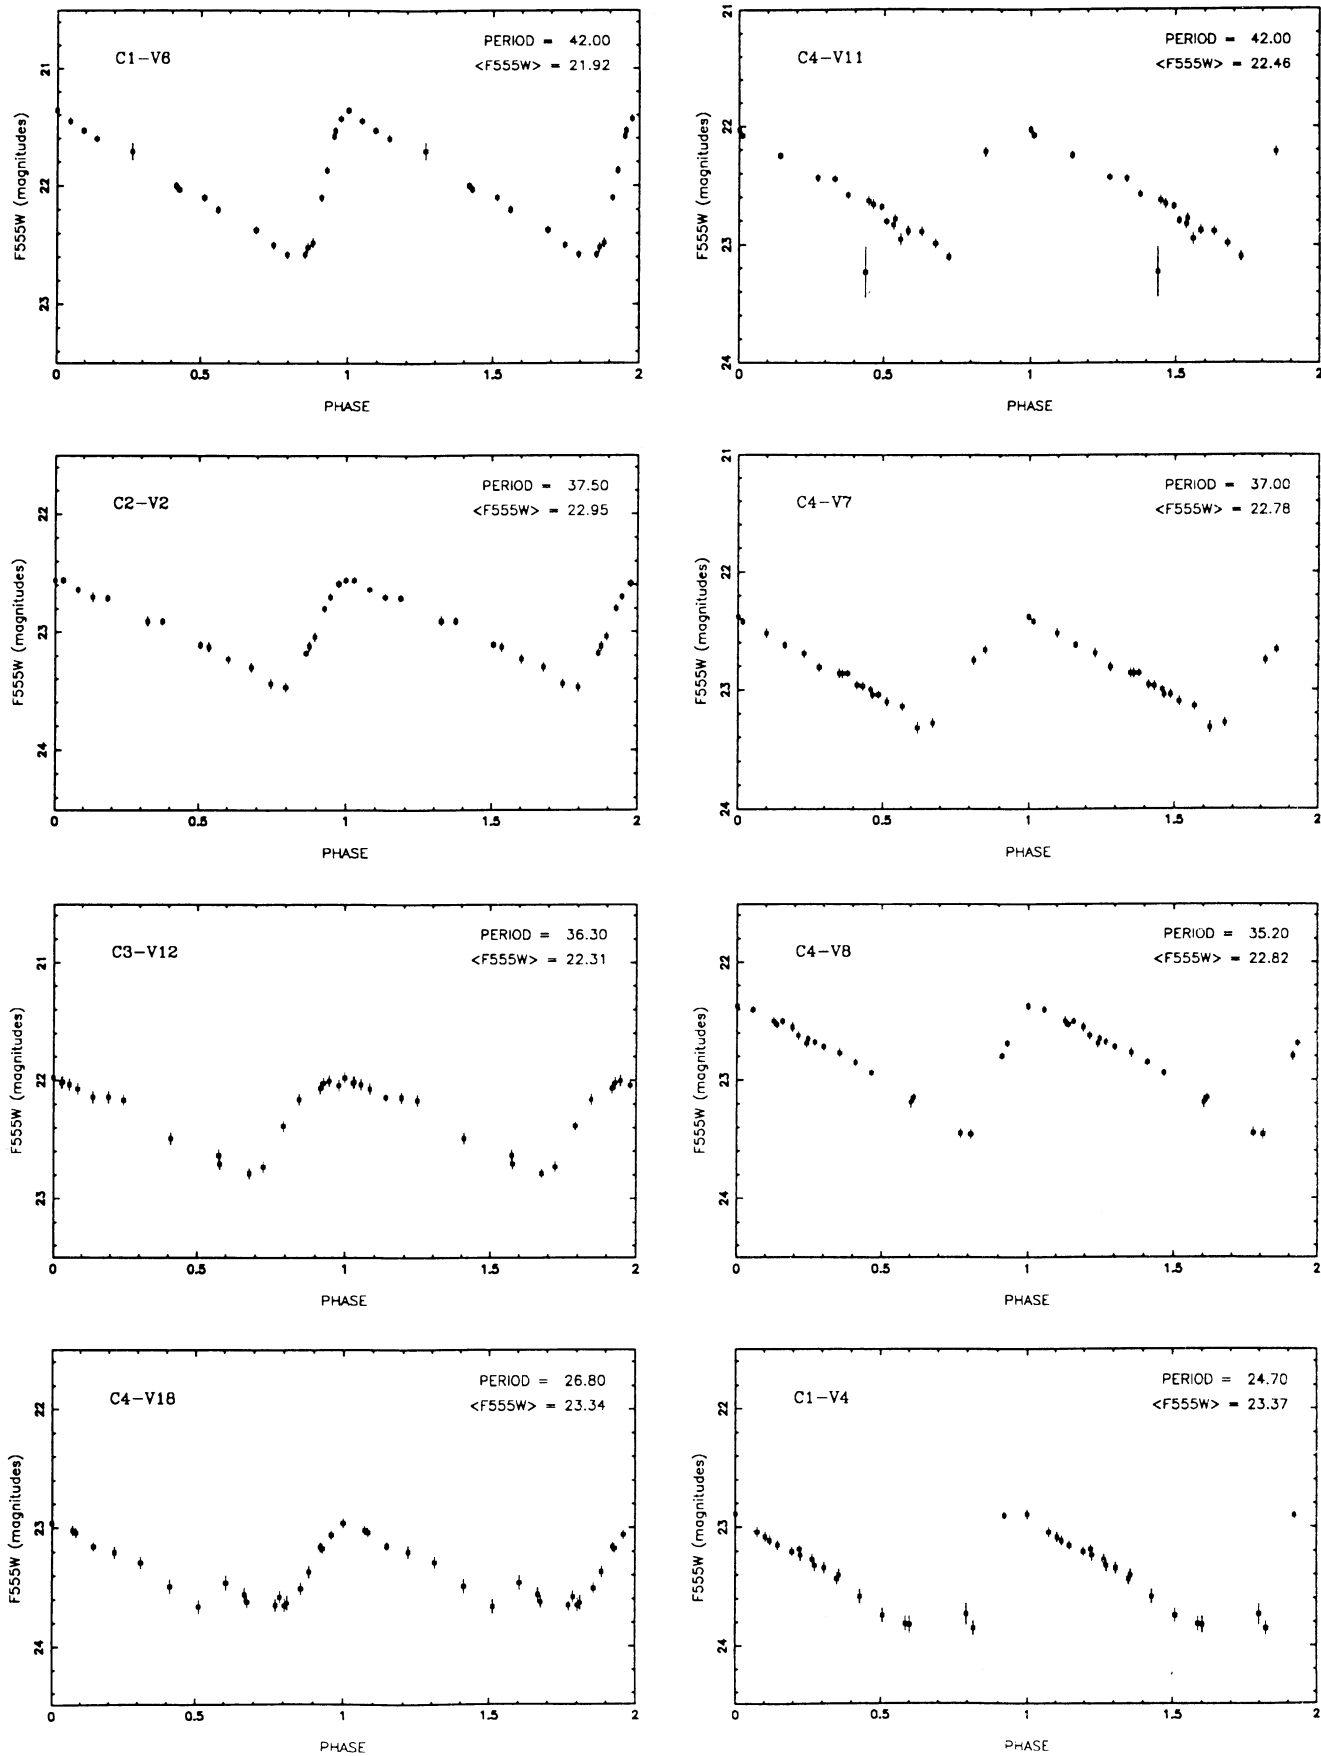 C1-V6
PERIOD = 42.00
<F555W> = 21.92
F555W (magnitudes)
21
22
23
0 0.5 1 1.5 2
PHASE
C4-V11
PERIOD = 42.00
<F555W> = 22.46
F555W (magnitudes)
21
22
23
24
0 0.5 1 1.5 2
PHASE
C2-V2
PERIOD = 37.50
<F555W> = 22.95
F555W (magnitudes)
22
23
24
0 0.5 1 1.5 2
PHASE
C4-V7
PERIOD = 37.00
<F555W> = 22.78
F555W (magnitudes)
21
22
23
24
0 0.5 1 1.5 2
PHASE
C3-V12
PERIOD = 36.30
<F555W> = 22.31
F555W (magnitudes)
21
22
23
0 0.5 1 1.5 2
PHASE
C4-V8
PERIOD = 35.20
<F555W> = 22.82
F555W (magnitudes)
22
23
24
0 0.5 1 1.5 2
PHASE
C4-V18
PERIOD = 26.80
<F555W> = 23.34
F555W (magnitudes)
22
23
24
0 0.5 1 1.5 2
PHASE
C1-V4
PERIOD = 24.70
<F555W> = 23.37
F555W (magnitudes)
22
23
24
0 0.5 1 1.5 2
PHASE